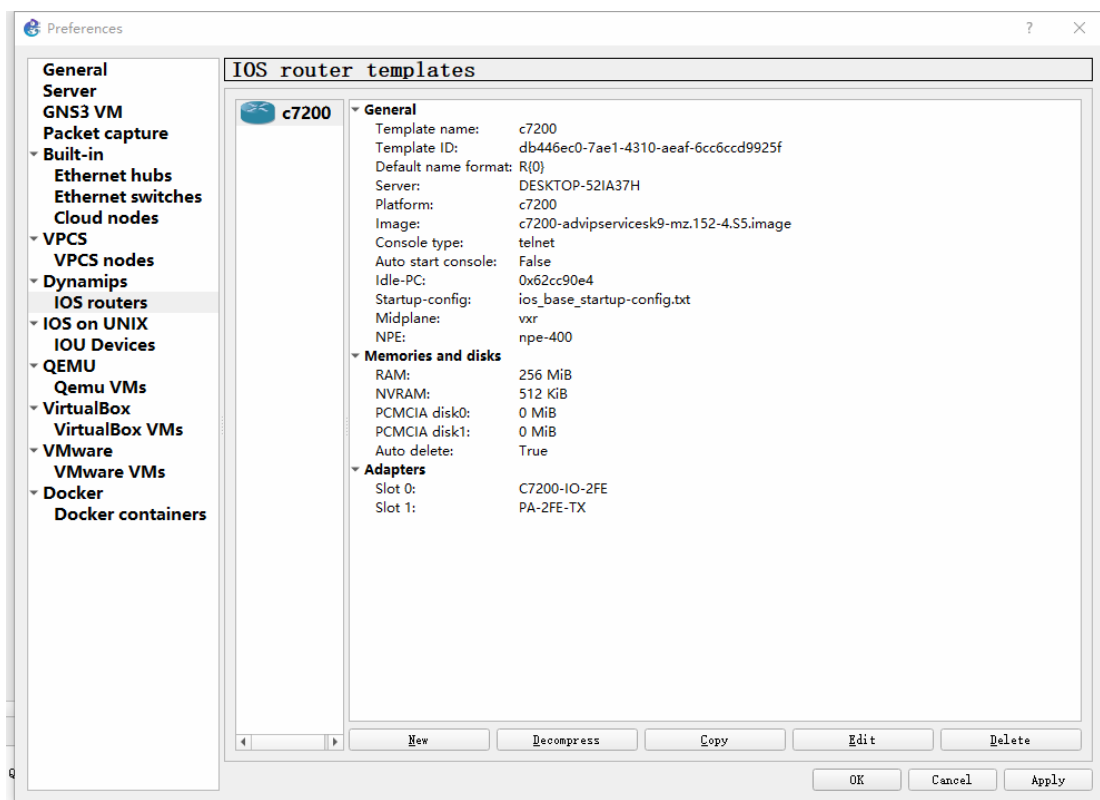 Preferences
?
General
Server
GNS3 VM
Packet capture
Built-in
Ethernet hubs
Ethernet switches
Cloud nodes
VPCS
VPCS nodes
Dynamips
IOS routers
IOS on UNIX
IOU Devices
QEMU
Qemu VMs
VirtualBox
VirtualBox VMs
VMware
VMware VMs
Docker
Docker containers
IOS router templates
c7200
General
Template name: c7200
Template ID: db446ec0-7ae1-4310-aeaf-6cc6ccd9925f
Default name format: R{0}
Server: DESKTOP-52IA37H
Platform: c7200
Image: c7200-advipservicesk9-mz.152-4.S5.image
Console type: telnet
Auto start console: False
Idle-PC: 0x62cc90e4
Startup-config: ios_base_startup-config.txt
Midplane: vxr
NPE: npe-400
Memories and disks
RAM: 256 MiB
NVRAM: 512 KiB
PCMCIA disk0: 0 MiB
PCMCIA disk1: 0 MiB
Auto delete: True
Adapters
Slot 0: C7200-IO-2FE
Slot 1: PA-2FE-TX
New Decompress Copy Edit Delete
OK Cancel Apply